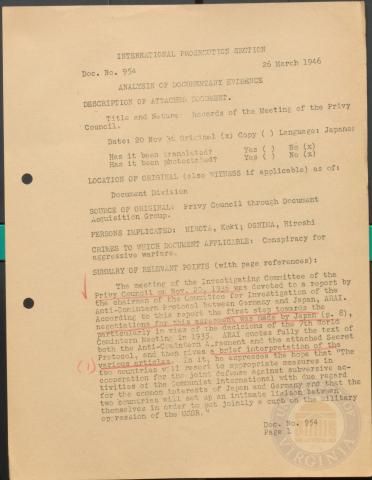 INTERNATIONAL PROSECUTION SECTION
Doc. No. 954
26 March 1946
ANALYSIS OF DOCUMENTARY EVIDENCE
DESCRIPTION OF ATTACHED DOCUMENT.
Title and Nature: Records of the Meeting of the Privy
Council.
Date: 20 Nov 36 Original (x) Copy ( ) Language: Japanese
Has it been translated? Yes ( ) No (x)
Has it been photostated? Yes ( ) No (x)
LOCATION OF ORIGINAL (also WITNESS if applicable) as of:
Document Division
SOURCE OF ORIGINAL: Privy Council through Document
Acquisition Group.
PERSONS IMPLICATED: HIROTA, Koki; OSHIMA, Hiroshi
CRIMES TO WHICH DOCUMENT APPLICABLE: Conspiracy for
aggressive warfare.
SUMMARY OF RELEVANT POINTS (with page references):
The meeting of the Investigating Committee of the
Privy Council on Nov. 20, 1936 was devoted to a report by
the chairman of the Committee for Investigation of the
Anti-Comintern Protocol between Germany and Japan, ARAI.
According to this report the first step towards the
negotiations for this agreement was made by Japan (p. 8),
particularly in view of the decisions of the 7th World
Comintern Meeting in 1935. ARAI quotes fully the text of
both the Anti-Comintern Agreement and the attached Secret
Protocol, and then gives a brief interpretation of the
(1) various articles. In it, he expresses the hope that "The
two countries will resort to appropriate measures in
cooperation for the joint defense against subversive ac-
tivities of the Communist International with due regard
for the common interests of Japan and Germany and that the
two countries will set up an intimate liaison between
themselves in order to put jointly a curb on the military
oppression of the USSR."
Doc. No. 954
Page 1
VIRGINIA